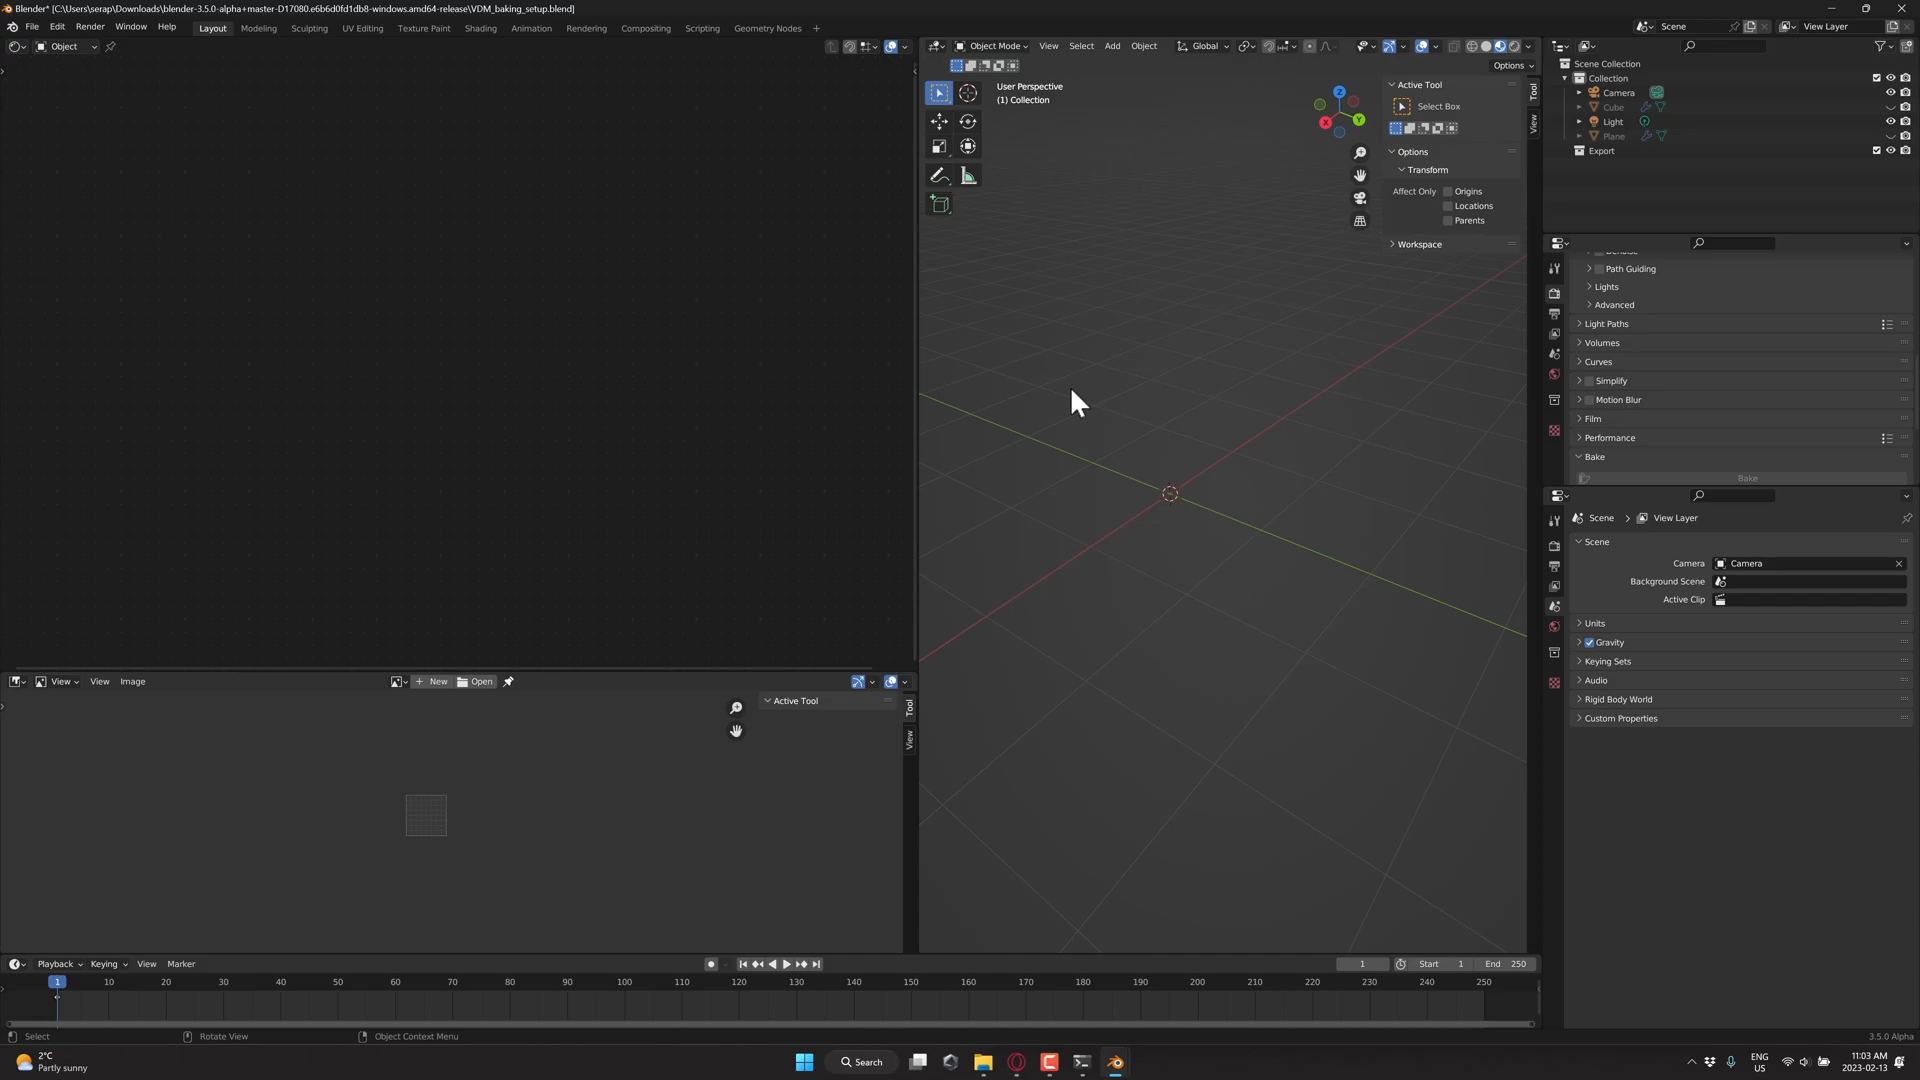 Blender* [C:\Users\serap\Downloads\blender-3.5.0-alpha+master-D17080.e6b6d0fd1db8-windows.amd64-release\VDM_baking_setup.blend]
File Edit Render Window Help Layout Modeling Sculpting UV Editing Texture Paint Shading Animation Rendering Compositing Scripting Geometry Nodes +
Scene View Layer
Object
Object Mode View Select Add Object Global
Options
User Perspective
(1) Collection
Z
Y
X
Active Tool
Select Box
Options
Transform
Affect Only Origins
Locations
Parents
Workspace
Tool
View
Scene Collection
Collection
Camera
Cube
Light
Plane
Export
Path Guiding
Lights
Advanced
Light Paths
Volumes
Curves
Simplify
Motion Blur
Film
Performance
Bake
Bake
Scene View Layer
Scene
Camera Camera
Background Scene
Active Clip
Units
Gravity
Keying Sets
Audio
Rigid Body World
Custom Properties
View View Image + New Open
Active Tool
Tool
View
Playback Keying View Marker 1 Start 1 End 250
1 10 20 30 40 50 60 70 80 90 100 110 120 130 140 150 160 170 180 190 200 210 220 230 240 250
Select Rotate View Object Context Menu 3.5.0 Alpha
2°C
Partly sunny
Search
ENG
US
11:03 AM
2023-02-13